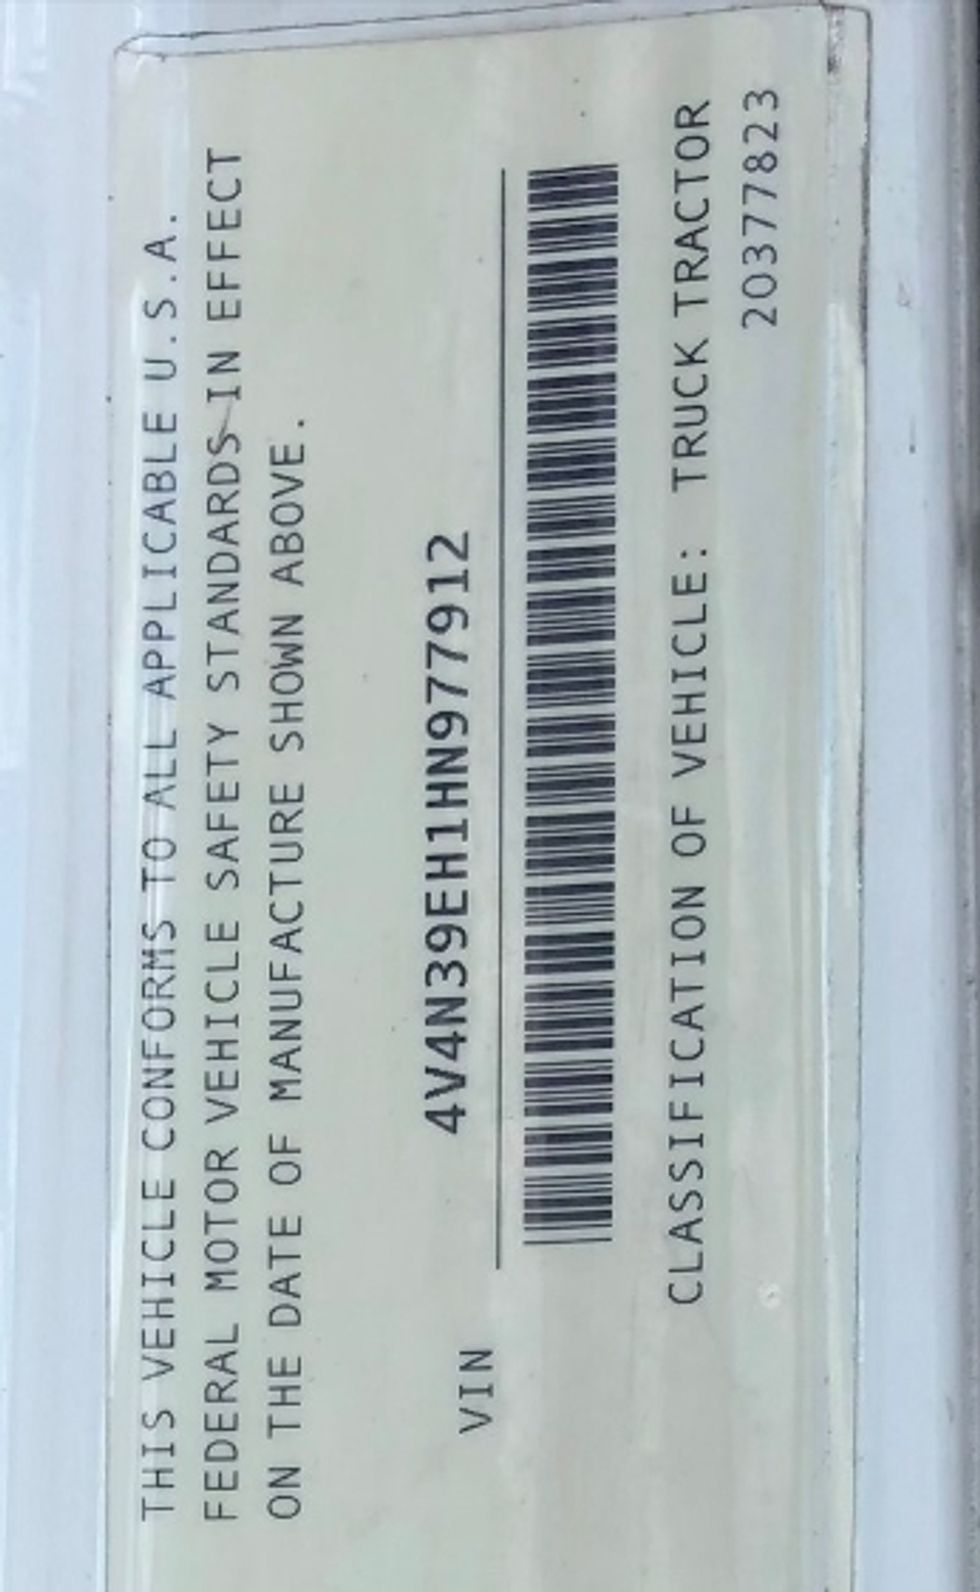 THIS VEHICLE CONFORMS TO ALL APPLICABLE U.S.A.
FEDERAL MOTOR VEHICLE SAFETY STANDARDS IN EFFECT
ON THE DATE OF MANUFACTURE SHOWN ABOVE.
VIN 4V4N39EH1HN977912
CLASSIFICATION OF VEHICLE: TRUCK TRACTOR
20377823